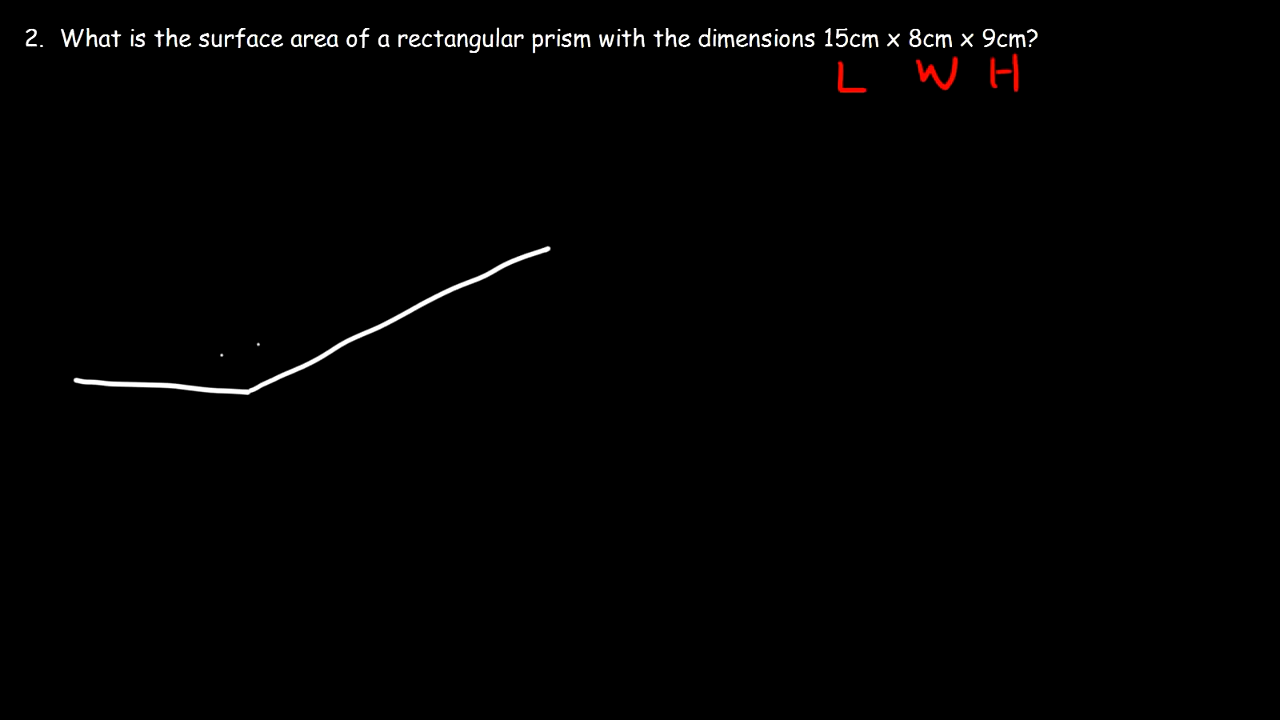 2. What is the surface area of a rectangular prism with the dimensions 15cm x 8cm x 9cm?
L W H